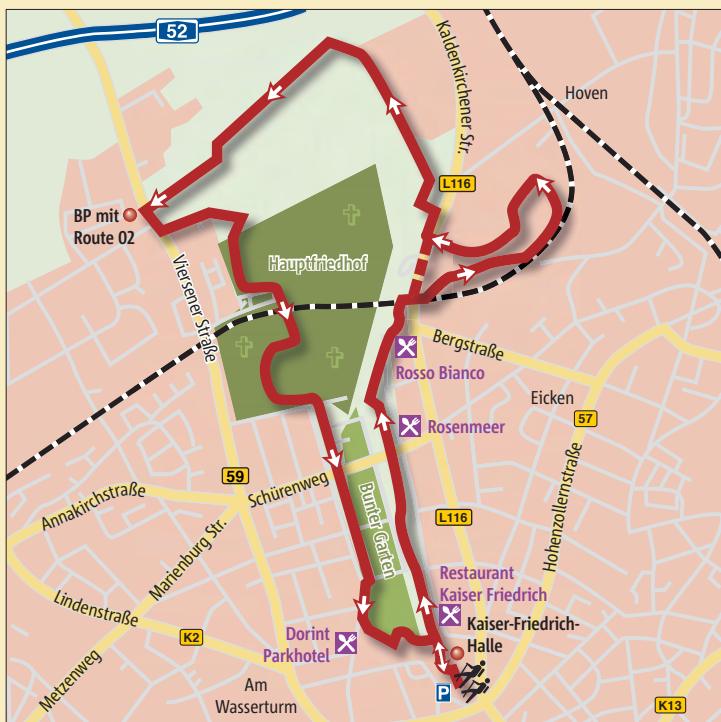 52
Kaldenkirchener Str.
Hoven
L116
BP mit
Route 02
Hauptfriedhof
Viersener Straße
Bergstraße
Rosso Bianco
Eicken
57
Rosenmeer
59
Schürenweg
Annakirchstraße
Bunter Garten
Hohenzollernstraße
Marienburg Str.
L116
Lindenstraße
Restaurant
Kaiser Friedrich
Kaiser-Friedrich-
Halle
K2
Dorint
Parkhotel
Metzenweg
Am
Wasserturm
P
K13